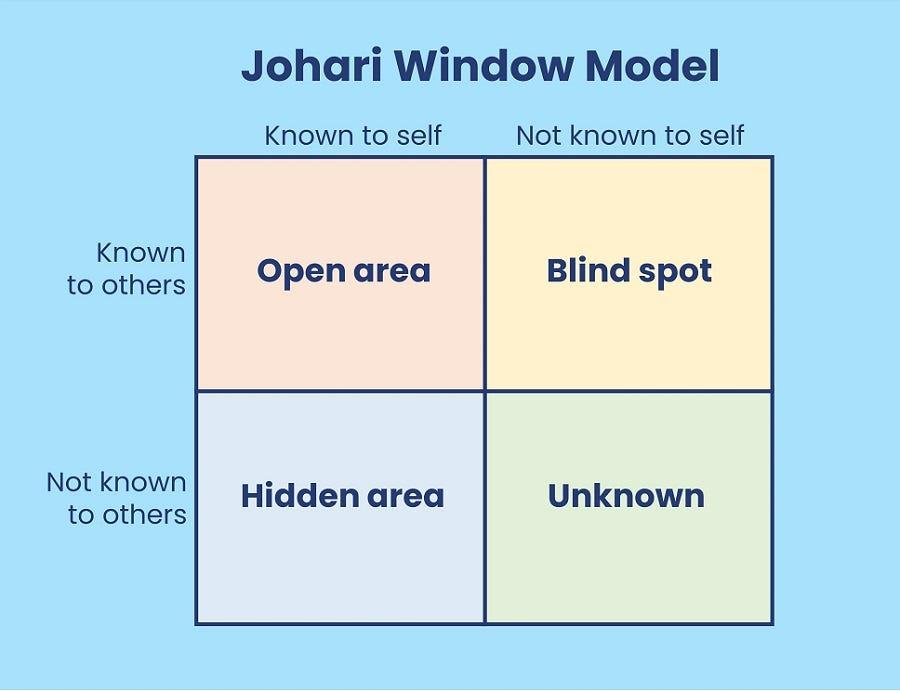 Johari Window Model
Known to self
Not known to self
Known
to others
Open area
Blind spot
Not known
to others
Hidden area
Unknown